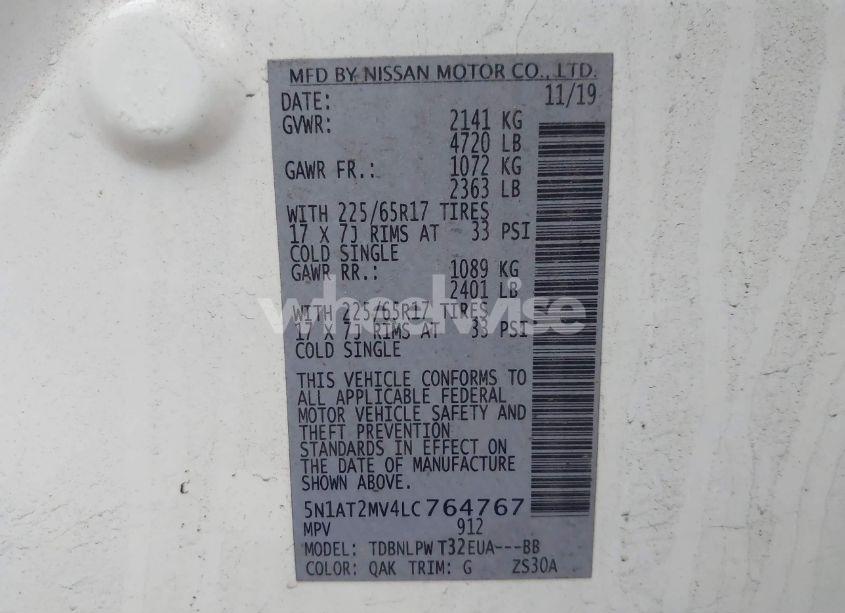 MFD BY NISSAN MOTOR CO., LTD.
DATE: 11/19
GVWR: 2141 KG
4720 LB
GAWR FR.: 1072 KG
2363 LB
WITH 225/65R17 TIRES
17 X 7J RIMS AT 33 PSI
COLD SINGLE
GAWR RR.: 1089 KG
2401 LB
WITH 225/65R17 TIRES
17 X 7J RIMS AT 33 PSI
COLD SINGLE
wheelwise
THIS VEHICLE CONFORMS TO
ALL APPLICABLE FEDERAL
MOTOR VEHICLE SAFETY AND
THEFT PREVENTION
STANDARDS IN EFFECT ON
THE DATE OF MANUFACTURE
SHOWN ABOVE.
5N1AT2MV4LC764767
MPV 912
MODEL: TDBNLPW T32EUA---BB
COLOR: QAK TRIM: G ZS30A